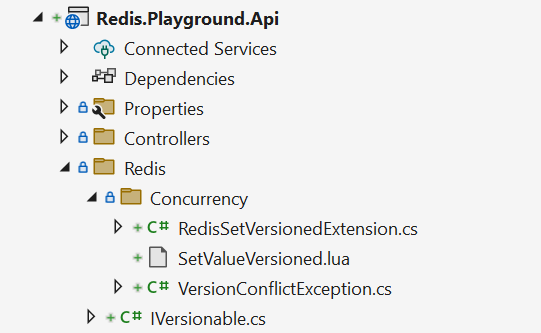 Redis.Playground.Api
Connected Services
Dependencies
Properties
Controllers
Redis
Concurrency
C# RedisSetVersionedExtension.cs
SetValueVersioned.lua
C# VersionConflictException.cs
C# IVersionable.cs